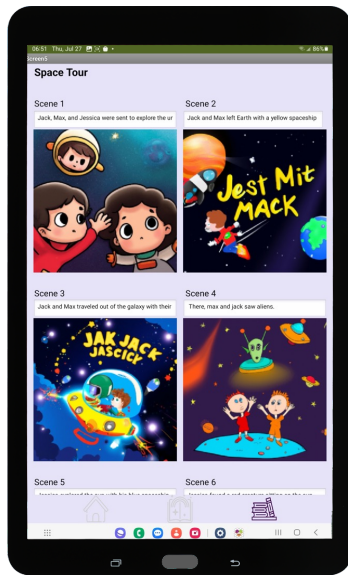 06:51 Thu, Jul 27
86%
Screen5
Space Tour
Scene 1
Scene 2
Jack, Max, and Jessica were sent to explore the ur
Jack and Max left Earth with a yellow spaceship
Jest Mit
MACK
Scene 3
Scene 4
Jack and Max traveled out of the galaxy with their
There, max and jack saw aliens.
JAK JACK
JASCICK
Scene 5
Scene 6